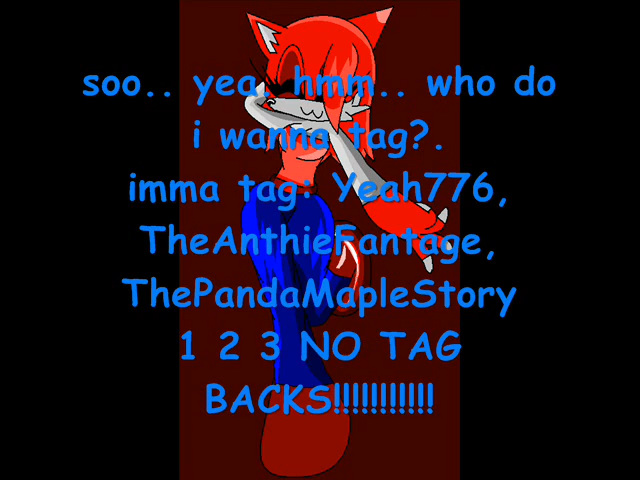 soo.. yea. hmm.. who do
i wanna tag?.
imma tag: Yeah776,
TheAnthieFantage,
ThePandaMapleStory
1 2 3 NO TAG
BACKS!!!!!!!!!!!